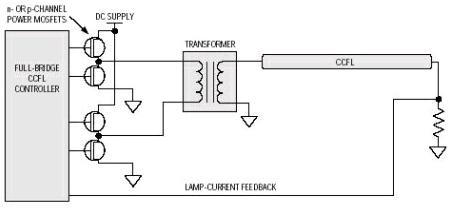 n- OR p-CHANNEL
POWER MOSFETS
DC SUPPLY
TRANSFORMER
CCFL
FULL-BRIDGE
CCFL
CONTROLLER
LAMP-CURRENT FEEDBACK